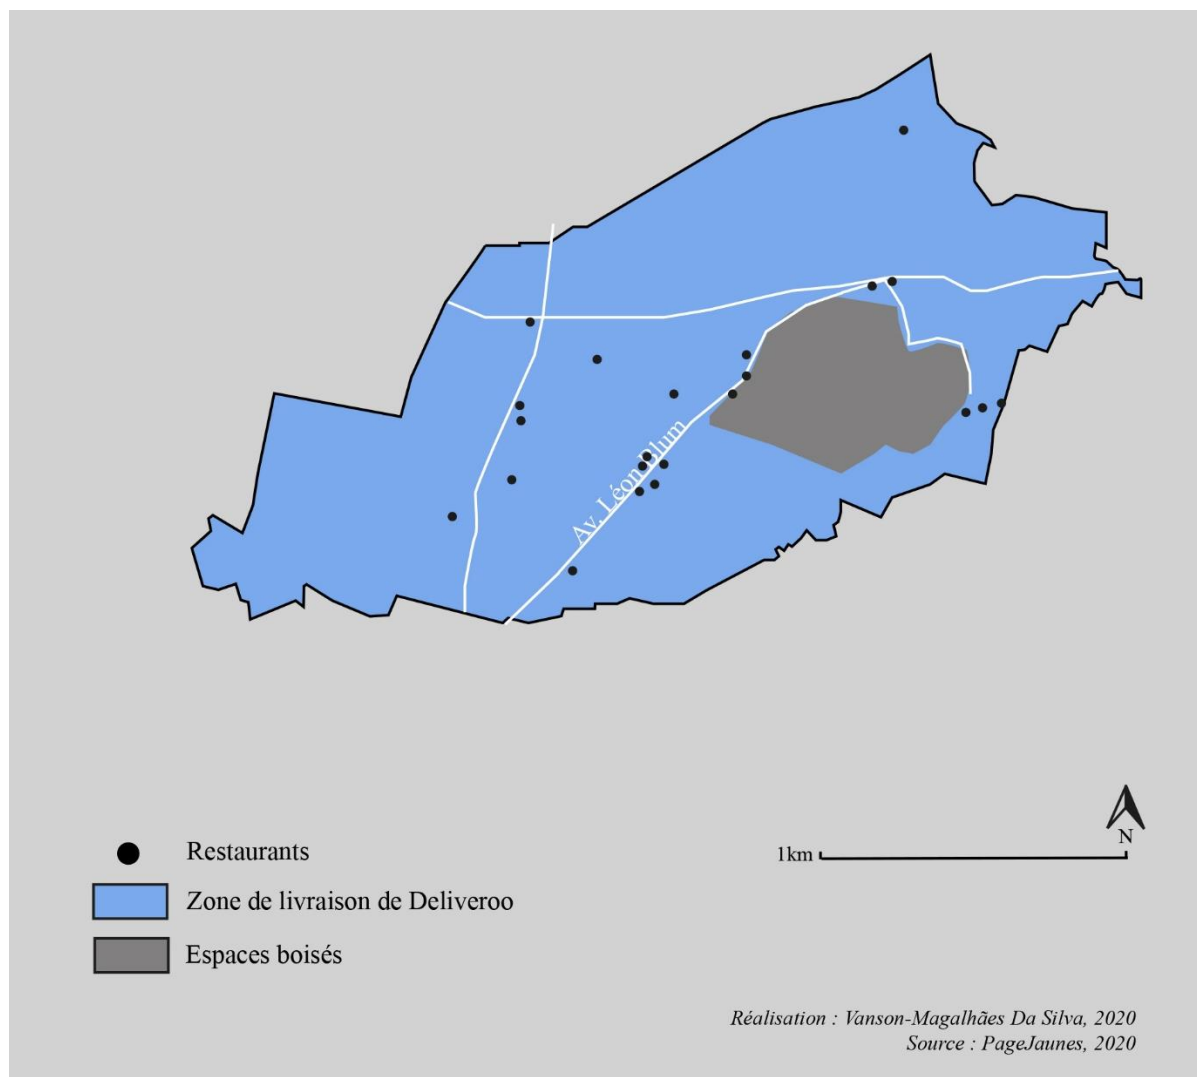 Av. Léon Blum
N
1km
Restaurants
Zone de livraison de Deliveroo
Espaces boisés
Réalisation : Vanson-Magalhães Da Silva, 2020
Source : PageJaunes, 2020